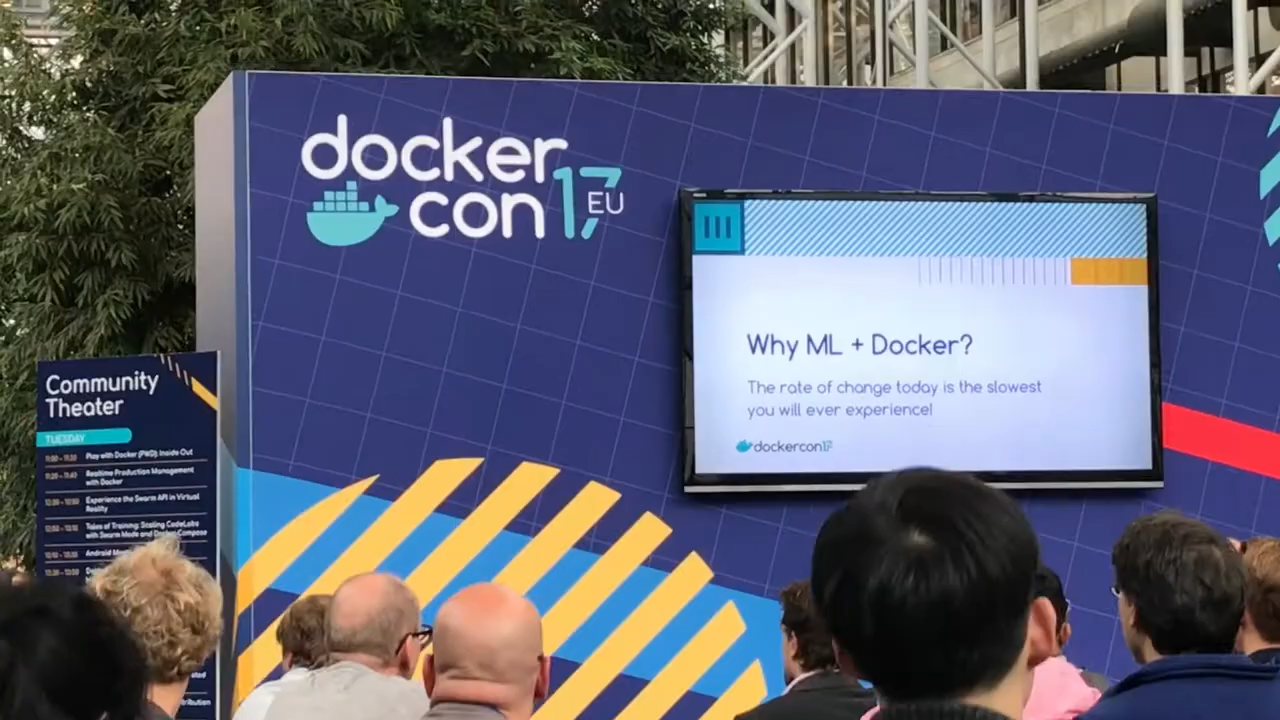 docker
con 17 EU
Why ML + Docker?
The rate of change today is the slowest
you will ever experience!
dockercon17
Community
Theater
TUESDAY
Play with Docker (PWD): Inside Out
Realtime Production Management
with Docker
Experience the Swarm API in Virtual
Reality
Tales of Training: Scaling CodeLabs
with Swarm Mode and Docker Compose
Android